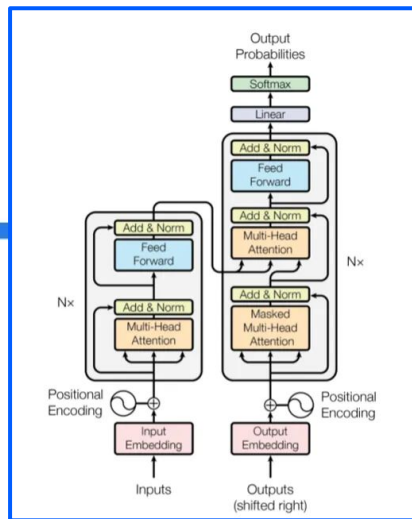 Output
Probabilities
Softmax
Linear
Add & Norm
Feed
Forward
Add & Norm
Multi-Head
Attention
Add & Norm
Masked
Multi-Head
Attention
Nx
Positional
Encoding
Output
Embedding
Outputs
(shifted right)
Add & Norm
Feed
Forward
Add & Norm
Multi-Head
Attention
Nx
Positional
Encoding
Input
Embedding
Inputs